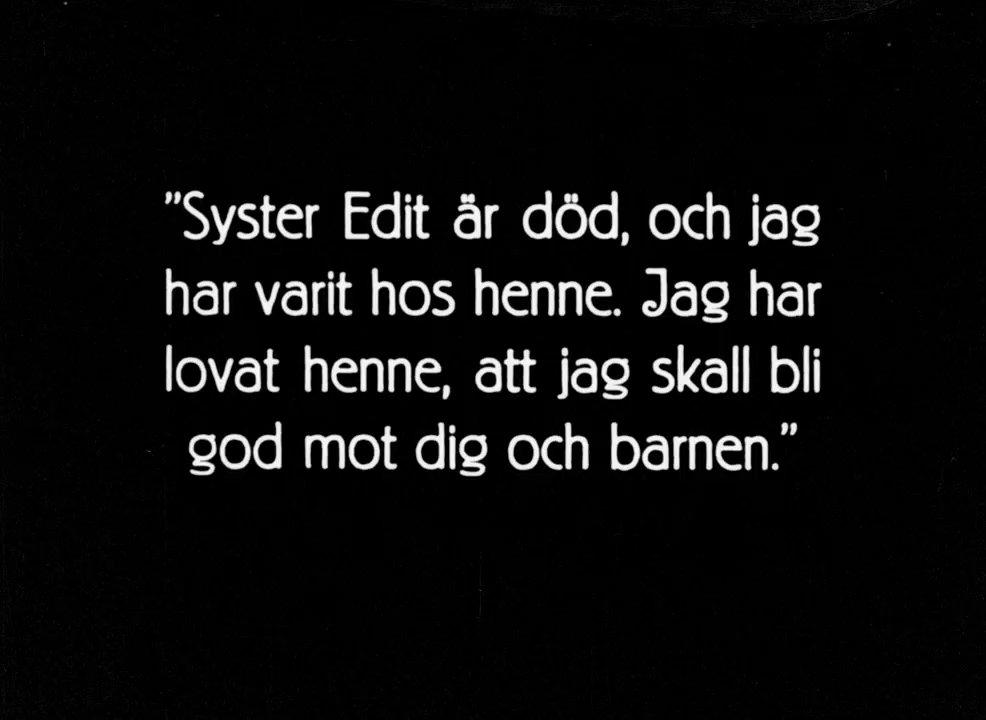 ”Syster Edit är död, och jag
har varit hos henne. Jag har
lovat henne, att jag skall bli
god mot dig och barnen.”